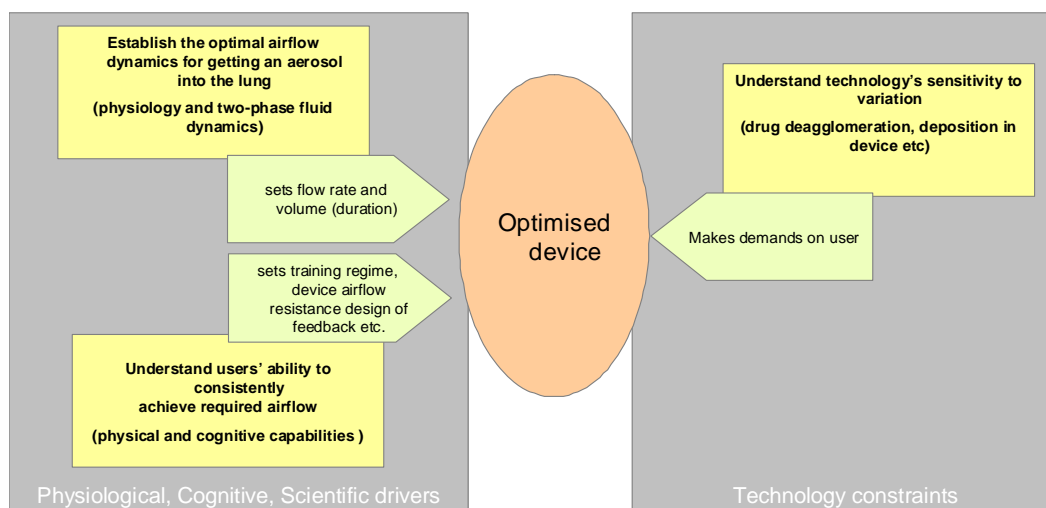 Establish the optimal airflow
dynamics for getting an aerosol
into the lung
(physiology and two-phase fluid
dynamics)
sets flow rate and
volume (duration)
sets training regime,
device airflow
resistance design of
feedback etc.
Understand users' ability to
consistently
achieve required airflow
(physical and cognitive capabilities )
Physiological, Cognitive, Scientific drivers
Optimised
device
Understand technology's sensitivity to
variation
(drug deagglomeration, deposition in
device etc)
Makes demands on user
Technology constraints